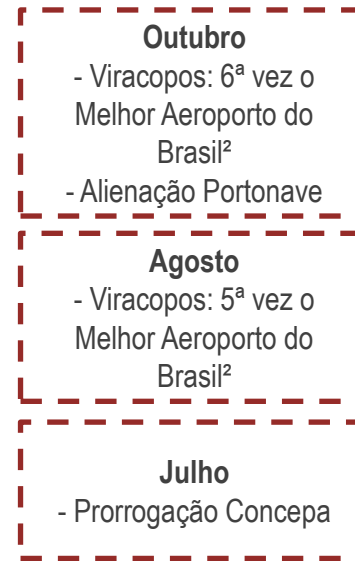 Outubro
- Viracopos: 6ª vez o
Melhor Aeroporto do
Brasil²
- Alienação Portonave
Agosto
- Viracopos: 5ª vez o
Melhor Aeroporto do
Brasil²
Julho
- Prorrogação Concepa